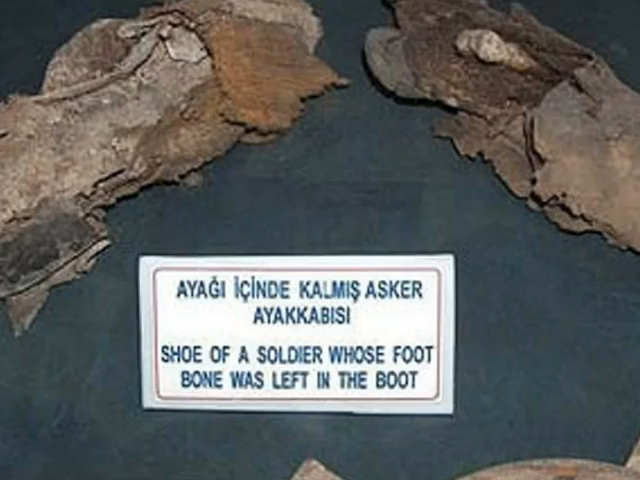 AYAĞI İÇİNDE KALMIŞ ASKER
AYAKKABISI
SHOE OF A SOLDIER WHOSE FOOT
BONE WAS LEFT IN THE BOOT